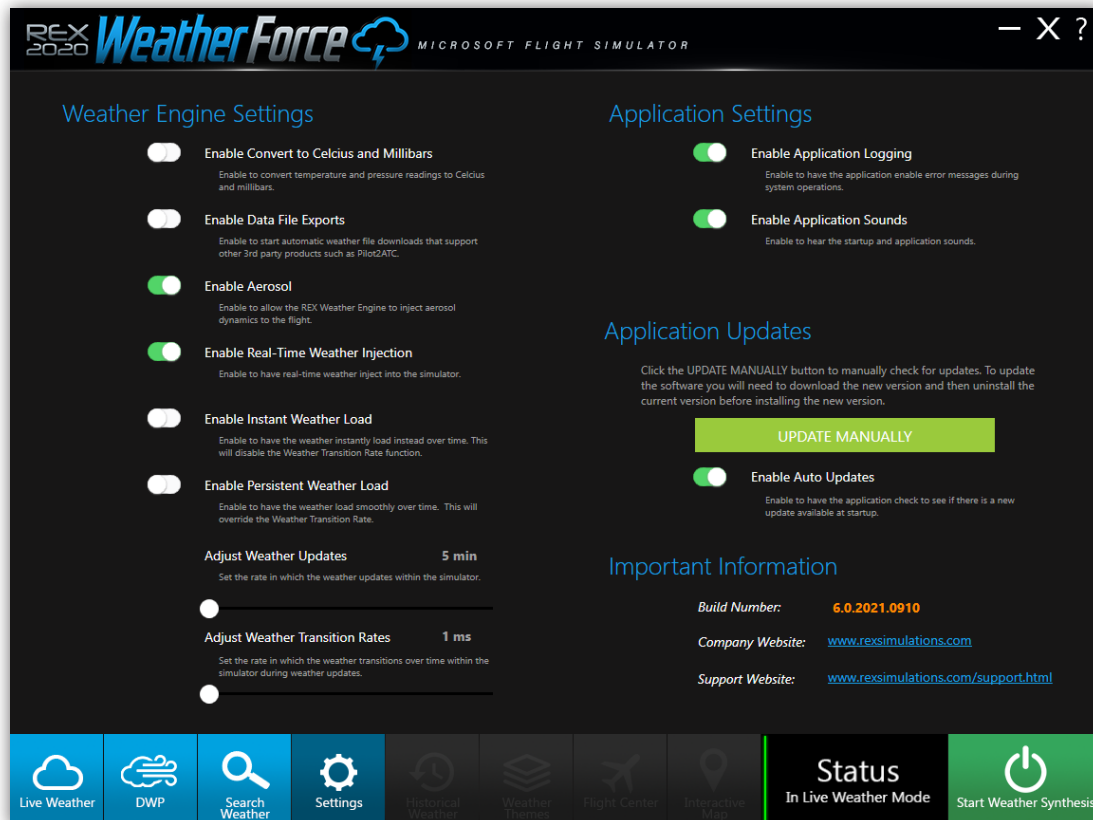 REX
2020
Weather Force
MICROSOFT FLIGHT SIMULATOR
X ?
Weather Engine Settings
Enable Convert to Celcius and Millibars
Enable to convert temperature and pressure readings to Celcius
and millibars.
Enable Data File Exports
Enable to start automatic weather file downloads that support
other 3rd party products such as Pilot2ATC.
Enable Aerosol
Enable to allow the REX Weather Engine to inject aerosol
dynamics to the flight.
Enable Real-Time Weather Injection
Enable to have real-time weather inject into the simulator.
Enable Instant Weather Load
Enable to have the weather instantly load instead over time. This
will disable the Weather Transition Rate function.
Enable Persistent Weather Load
Enable to have the weather load smoothly over time. This will
override the Weather Transition Rate.
Adjust Weather Updates 5 min
Set the rate in which the weather updates within the simulator.
Adjust Weather Transition Rates 1 ms
Set the rate in which the weather transitions over time within the
simulator during weather updates.
Application Settings
Enable Application Logging
Enable to have the application enable error messages during
system operations.
Enable Application Sounds
Enable to hear the startup and application sounds.
Application Updates
Click the UPDATE MANUALLY button to manually check for updates. To update
the software you will need to download the new version and then uninstall the
current version before installing the new version.
UPDATE MANUALLY
Enable Auto Updates
Enable to have the application check to see if there is a new
update available at startup.
Important Information
Build Number: 6.0.2021.0910
Company Website: www.rexsimulations.com
Support Website: www.rexsimulations.com/support.html
Live Weather
DWP
Search
Weather
Settings
Historical
Weather
Weather
Themes
Flight Center
Interactive
Map
Status
In Live Weather Mode
Start Weather Synthesis